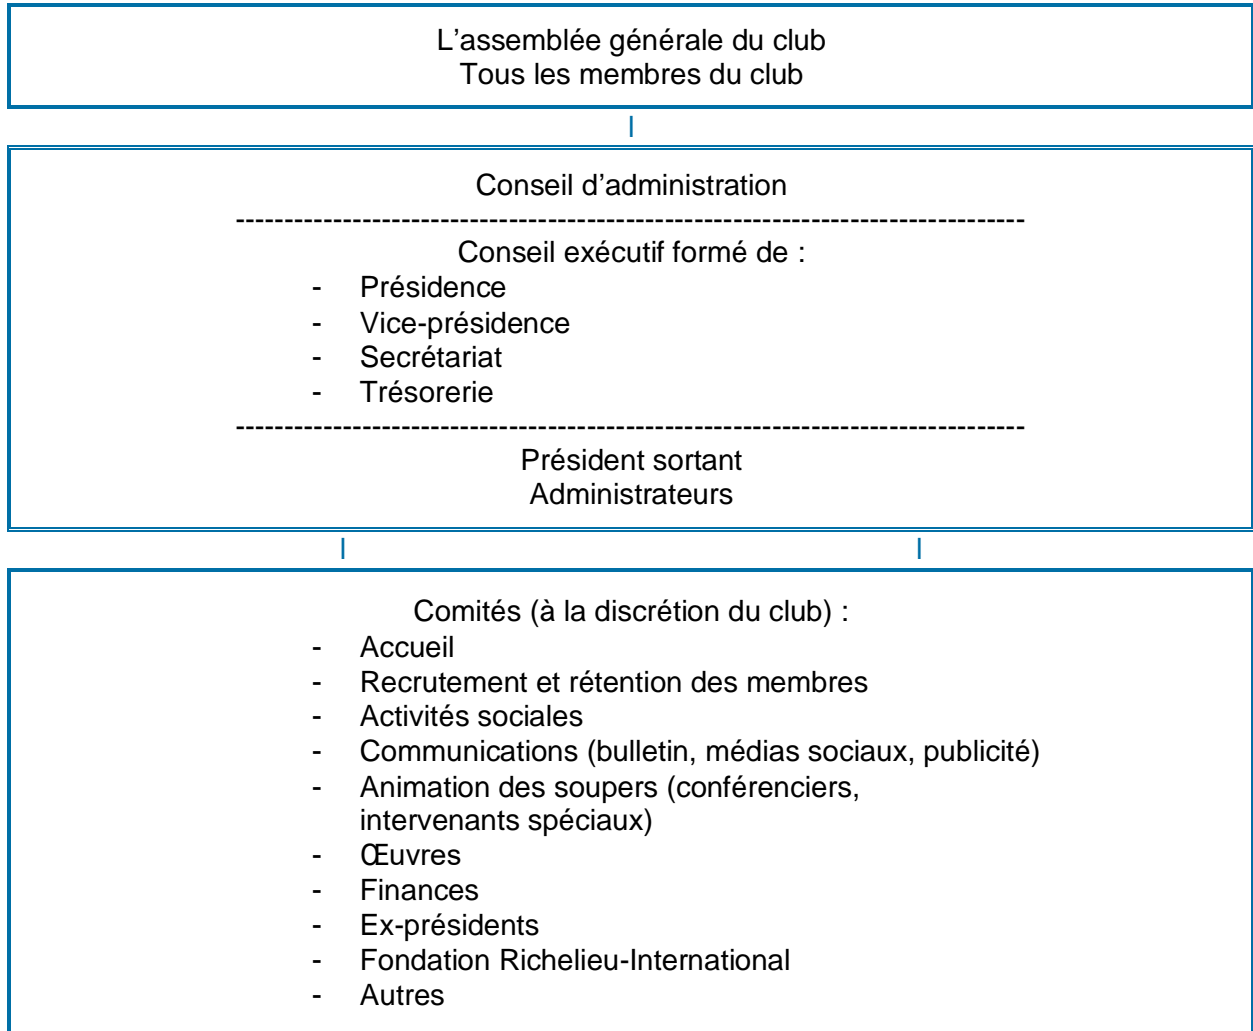 L’assemblée générale du club
Tous les membres du club
Conseil d’administration
--------------------------------------------------------------------------------
Conseil exécutif formé de :
- Présidence
- Vice-présidence
- Secrétariat
- Trésorerie
--------------------------------------------------------------------------------
Président sortant
Administrateurs
Comités (à la discrétion du club) :
- Accueil
- Recrutement et rétention des membres
- Activités sociales
- Communications (bulletin, médias sociaux, publicité)
- Animation des soupers (conférenciers,
intervenants spéciaux)
- Œuvres
- Finances
- Ex-présidents
- Fondation Richelieu-International
- Autres